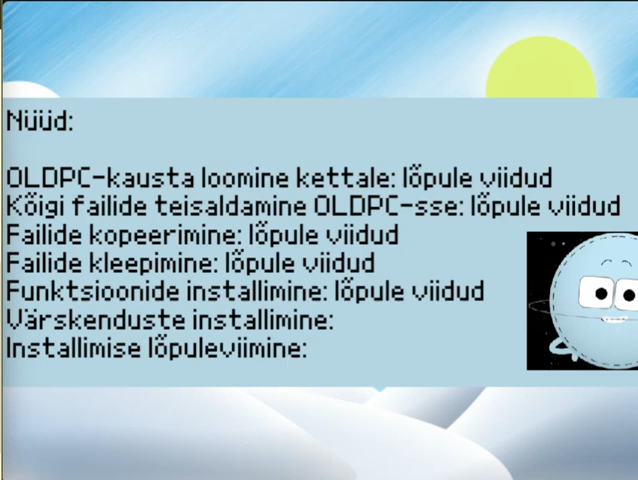 Nüüd:
OLDPC-kausta loomine kettale: lõpule viidud
Kõigi failide teisaldamine OLDPC-sse: lõpule viidud
Failide kopeerimine: lõpule viidud
Failide kleepimine: lõpule viidud
Funktsioonide installimine: lõpule viidud
Värskenduste installimine:
Installimise lõpuleviimine: